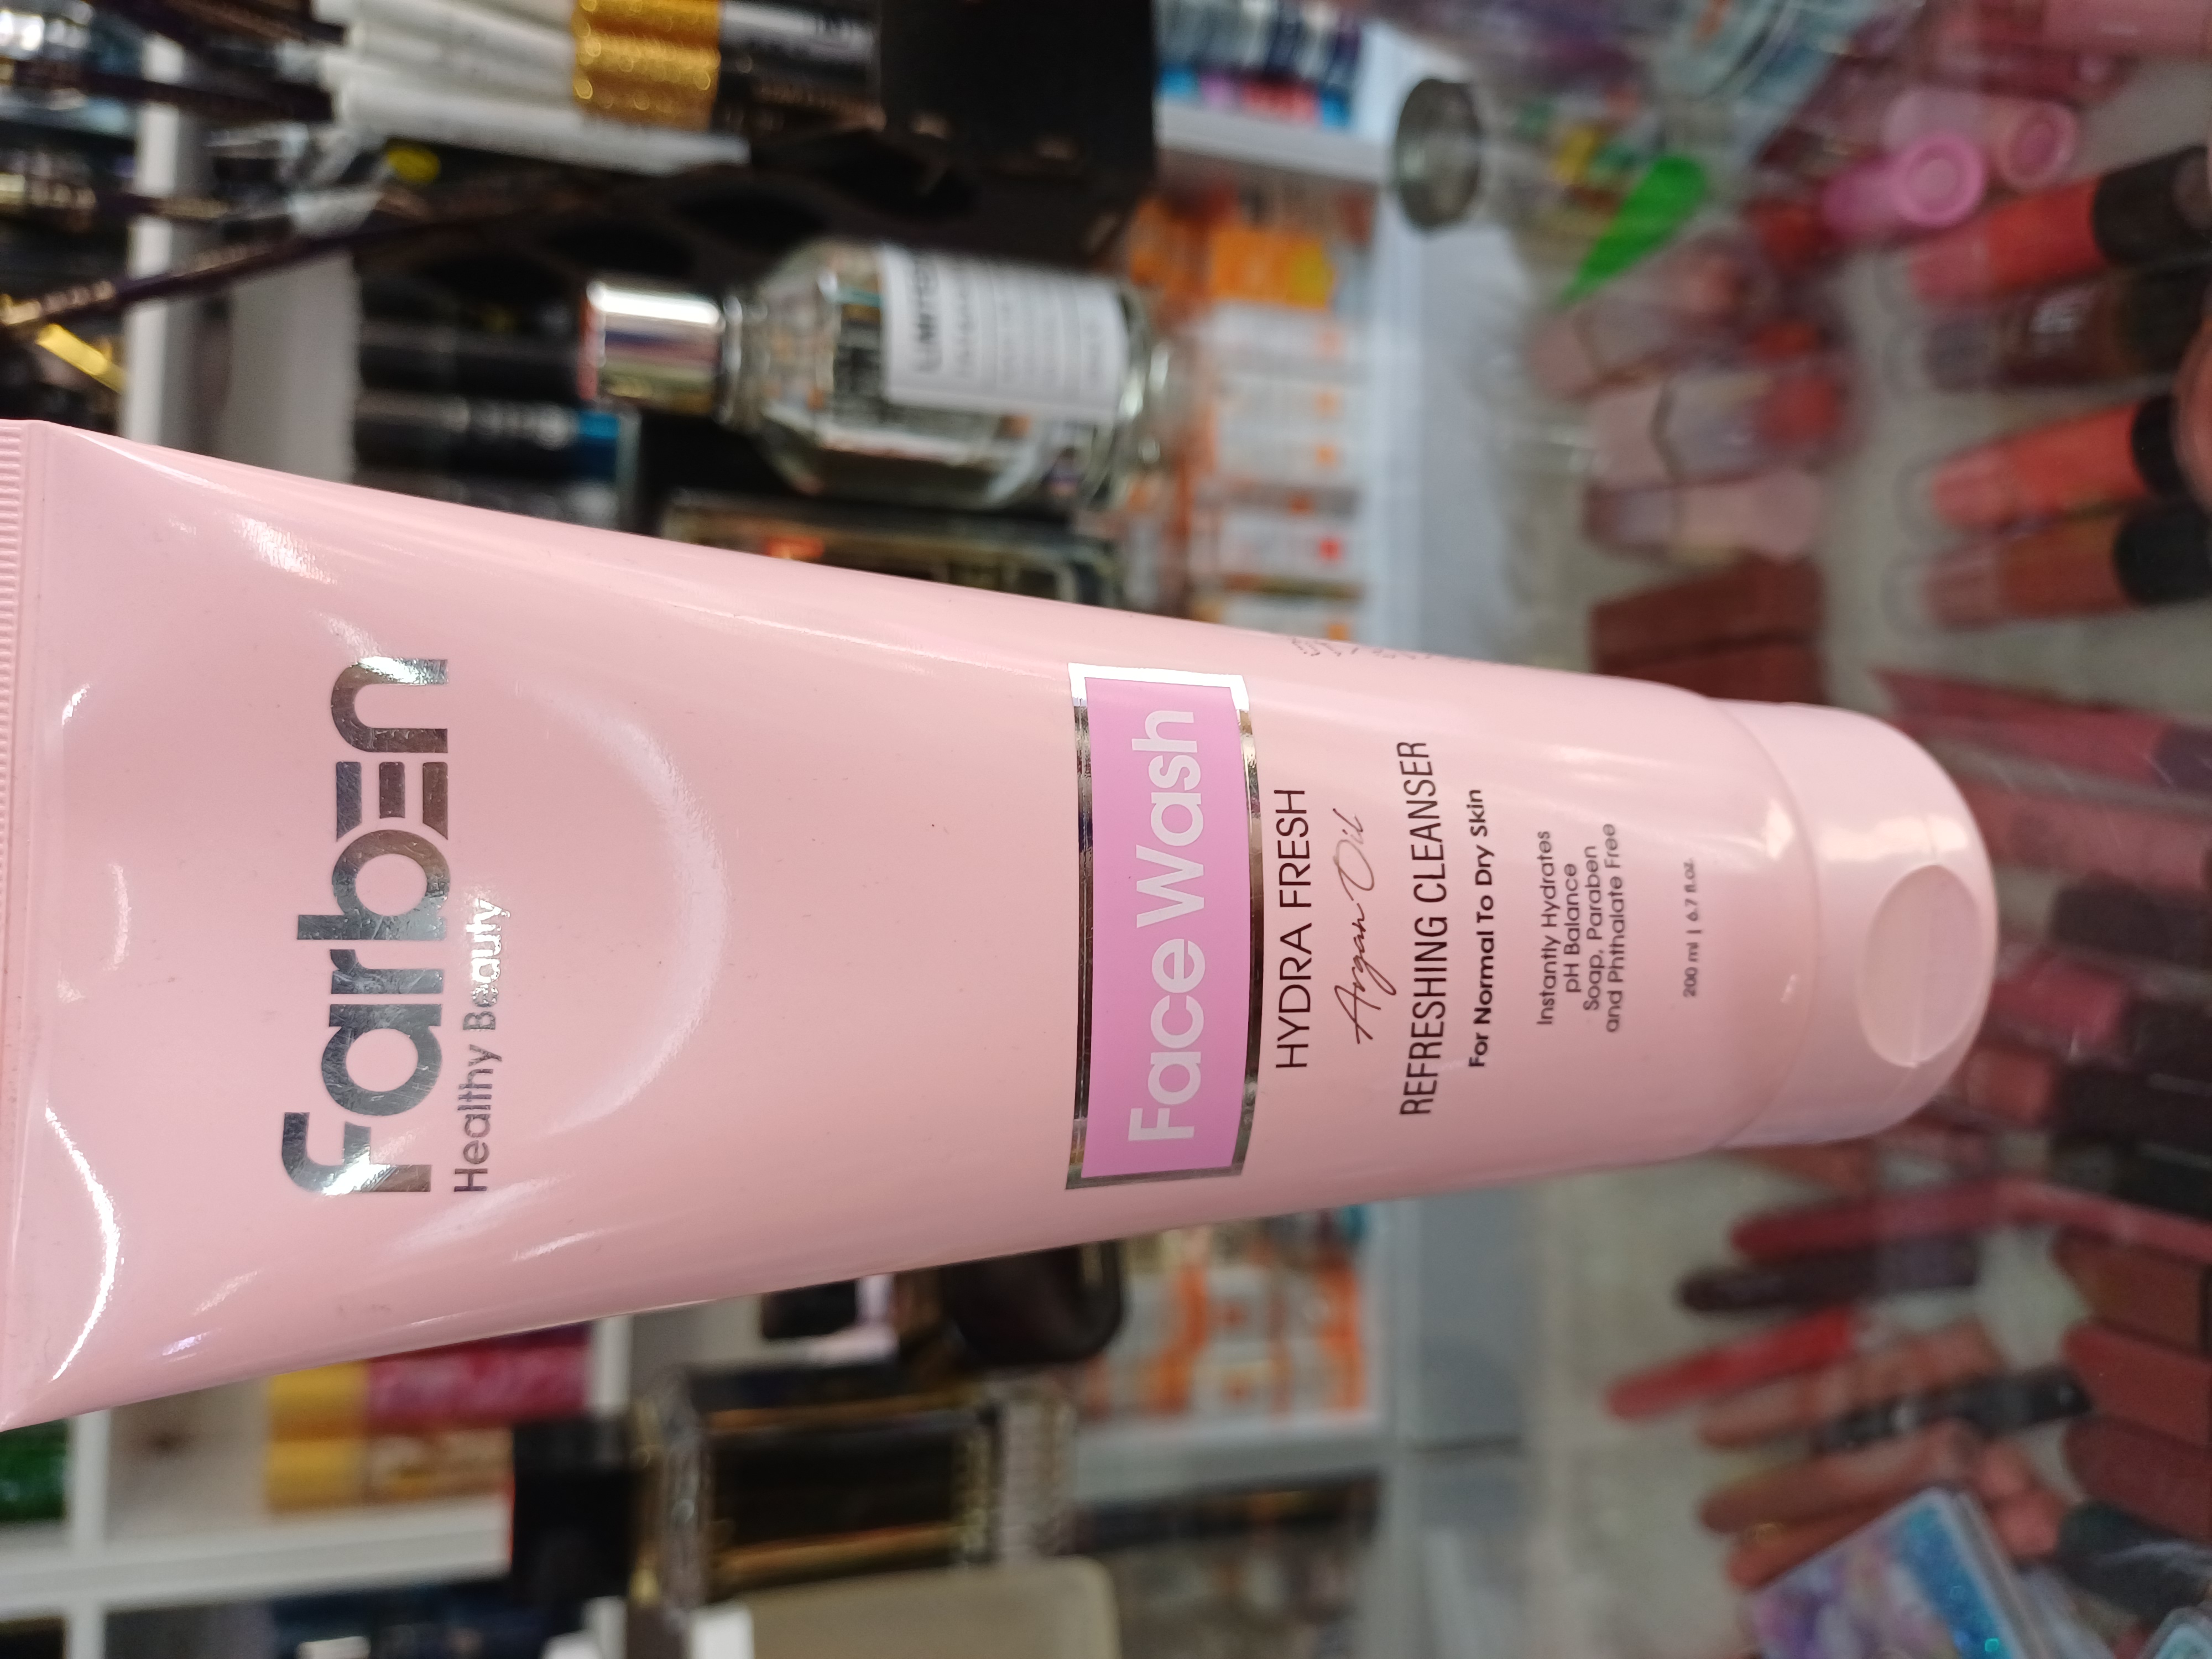 Farben
Healthy Beauty
Face Wash
HYDRA FRESH
Argan Oil
REFRESHING CLEANSER
For Normal To Dry Skin
Instantly Hydrates
pH Balance
Soap, Paraben
and Phthalate Free
200 ml | 6.7 fl.oz.